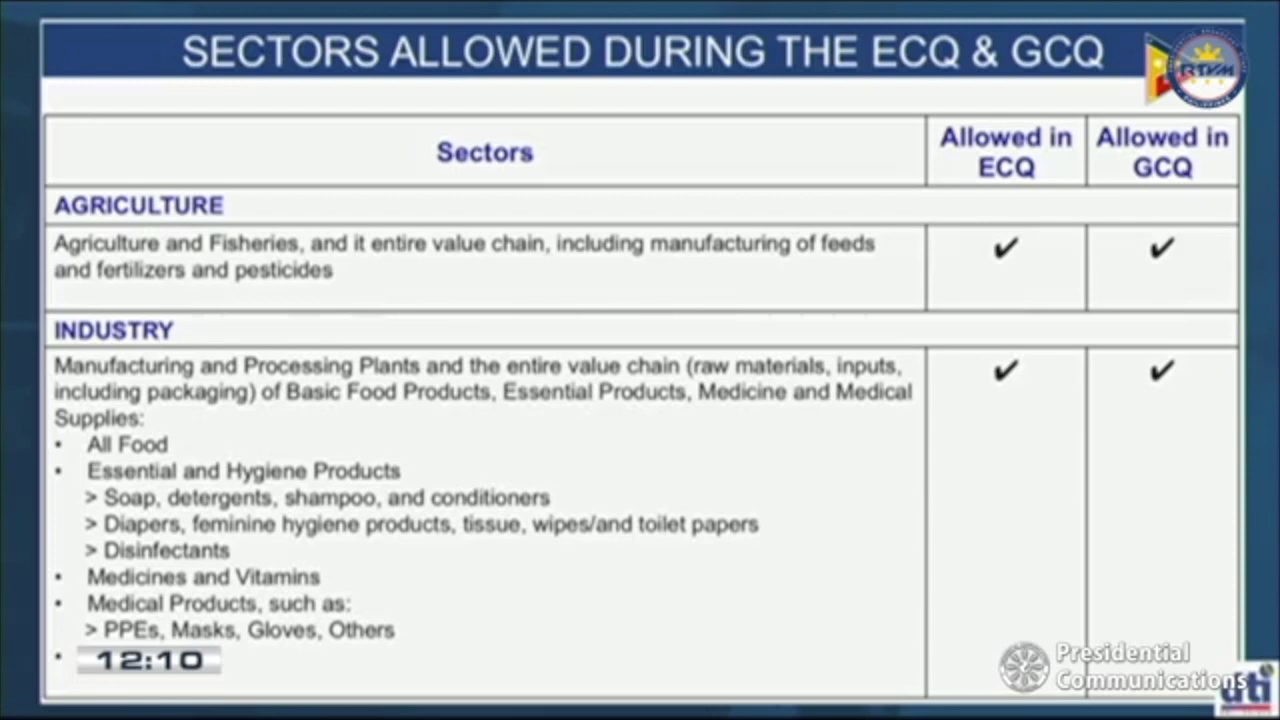 SECTORS ALLOWED DURING THE ECQ & GCQ
RTVM
PHILIPPINES
Sectors
Allowed in
ECQ
Allowed in
GCQ
AGRICULTURE
Agriculture and Fisheries, and it entire value chain, including manufacturing of feeds
and fertilizers and pesticides
✔ ✔
INDUSTRY
Manufacturing and Processing Plants and the entire value chain (raw materials, inputs,
including packaging) of Basic Food Products, Essential Products, Medicine and Medical
Supplies:
✔ ✔
• All Food
• Essential and Hygiene Products
> Soap, detergents, shampoo, and conditioners
> Diapers, feminine hygiene products, tissue, wipes/and toilet papers
> Disinfectants
• Medicines and Vitamins
• Medical Products, such as:
> PPEs, Masks, Gloves, Others
• 12:10
Presidential
Communications
dti